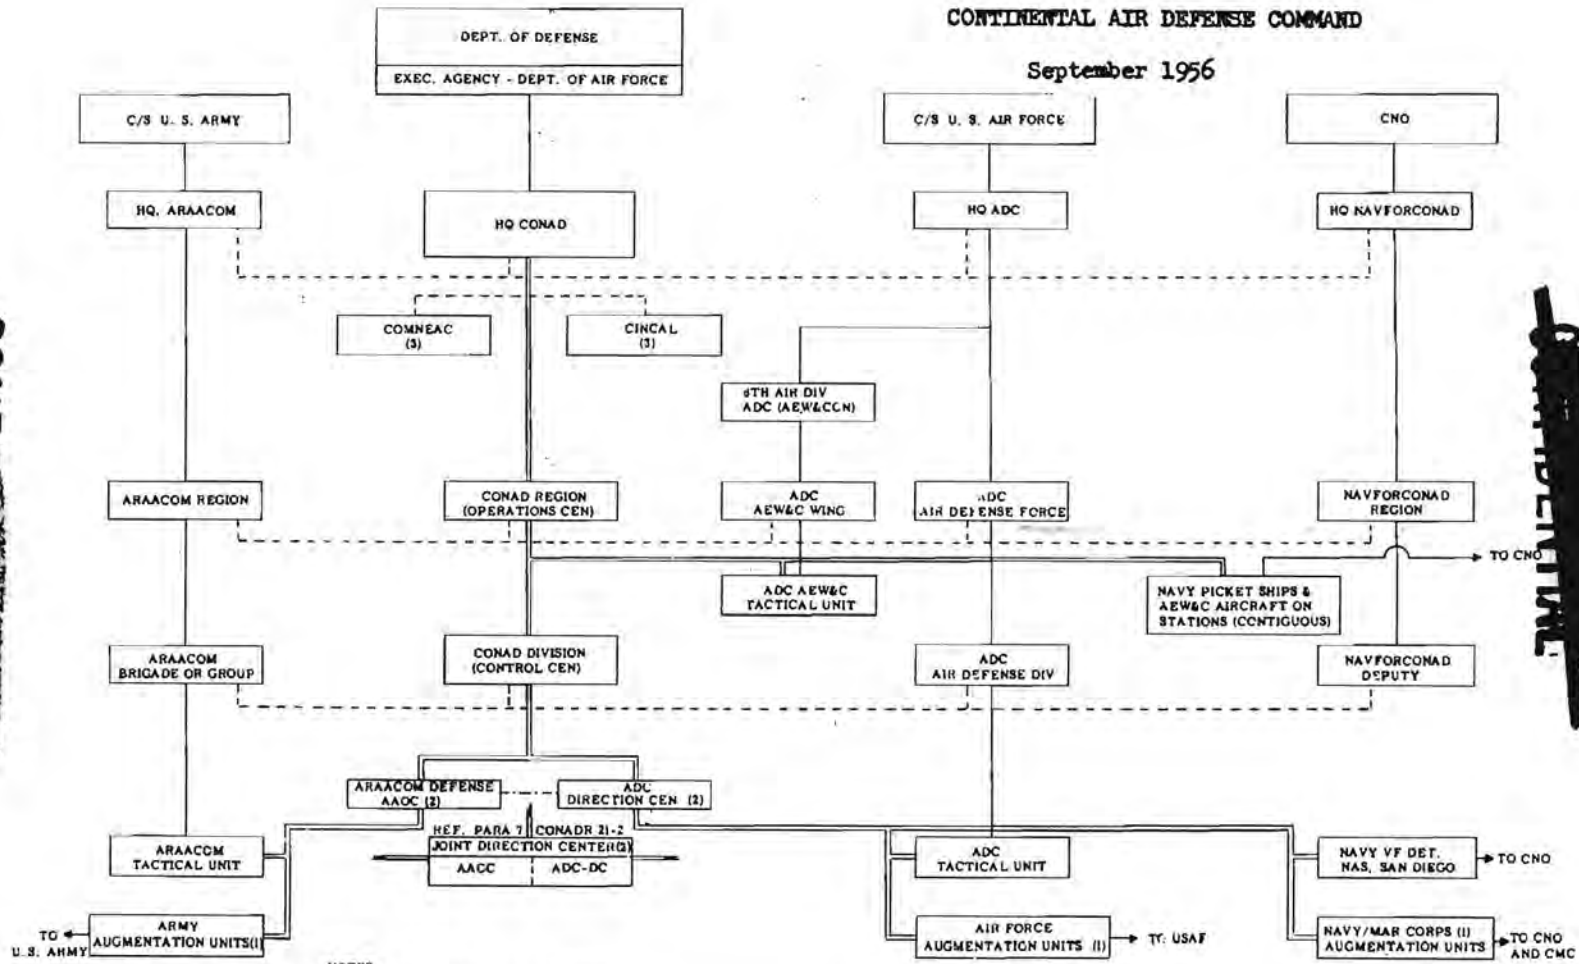 CONTINENTAL AIR DEFENSE COMMAND
September 1956
DEPT. OF DEFENSE
EXEC. AGENCY - DEPT. OF AIR FORCE
C/S U. S. ARMY
C/S U. S. AIR FORCE
CNO
HQ. ARAACOM
HQ CONAD
HQ ADC
HQ NAVFORCONAD
COMNEAC
(3)
CINCAL
(3)
8TH AIR DIV
ADC (AEW&CON)
ARAACOM REGION
CONAD REGION
(OPERATIONS CEN)
ADC
AEW&C WING
ADC
AIR DEFENSE FORCE
NAVFORCONAD
REGION
TO CNO
ADC AEW&C
TACTICAL UNIT
NAVY PICKET SHIPS &
AEW&C AIRCRAFT ON
STATIONS (CONTIGUOUS)
ARAACOM
BRIGADE OR GROUP
CONAD DIVISION
(CONTROL CEN)
ADC
AIR DEFENSE DIV
NAVFORCONAD
DEPUTY
ARAACOM DEFENSE
AAOC (2)
ADC
DIRECTION CEN (2)
REF. PARA 7 CONADR 21-2
JOINT DIRECTION CENTER(2)
AAOC
ADC-DC
ARAACOM
TACTICAL UNIT
ADC
TACTICAL UNIT
NAVY VF DET.
NAS, SAN DIEGO
TO CNO
TO
U.S. ARMY
ARMY
AUGMENTATION UNITS(1)
AIR FORCE
AUGMENTATION UNITS (1)
TO USAF
NAVY/MAR CORPS (1)
AUGMENTATION UNITS
TO CNO
AND CMC